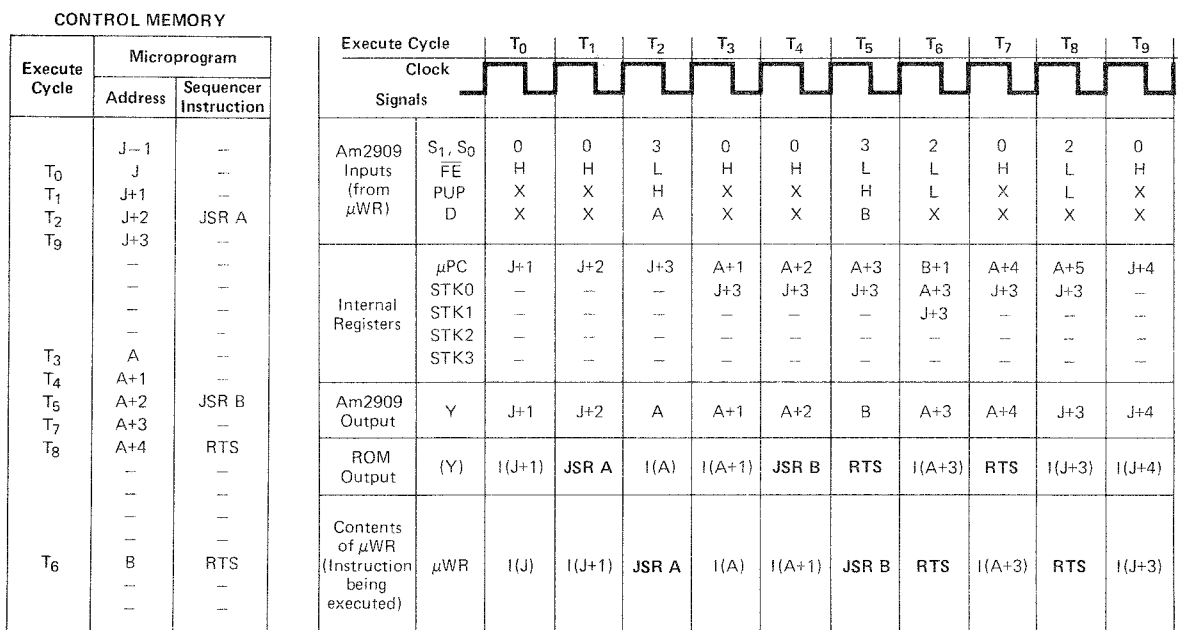 CONTROL MEMORY
Execute Cycle | Microprogram
Address | Sequencer Instruction
J–1 | —
T0 | J | —
T1 | J+1 | —
T2 | J+2 | JSR A
T9 | J+3 | —
— | —
— | —
— | —
— | —
T3 | A | —
T4 | A+1 | —
T5 | A+2 | JSR B
T7 | A+3 | —
T8 | A+4 | RTS
— | —
— | —
— | —
— | —
T6 | B | RTS
— | —
— | —
Execute Cycle | T0 | T1 | T2 | T3 | T4 | T5 | T6 | T7 | T8 | T9
Clock
Signals
Am2909 Inputs (from μWR)
S1, S0 | 0 | 0 | 3 | 0 | 0 | 3 | 2 | 0 | 2 | 0
F̅E̅ | H | H | L | H | H | L | L | H | L | H
PUP | X | X | H | X | X | H | L | X | L | X
D | X | X | A | X | X | B | X | X | X | X
Internal Registers
μPC | J+1 | J+2 | J+3 | A+1 | A+2 | A+3 | B+1 | A+4 | A+5 | J+4
STK0 | — | — | — | J+3 | J+3 | J+3 | A+3 | J+3 | J+3 | —
STK1 | — | — | — | — | — | — | J+3 | — | — | —
STK2 | — | — | — | — | — | — | — | — | — | —
STK3 | — | — | — | — | — | — | — | — | — | —
Am2909 Output | Y | J+1 | J+2 | A | A+1 | A+2 | B | A+3 | A+4 | J+3 | J+4
ROM Output | (Y) | I(J+1) | JSR A | I(A) | I(A+1) | JSR B | RTS | I(A+3) | RTS | I(J+3) | I(J+4)
Contents of μWR (Instruction being executed) | μWR | I(J) | I(J+1) | JSR A | I(A) | I(A+1) | JSR B | RTS | I(A+3) | RTS | I(J+3)